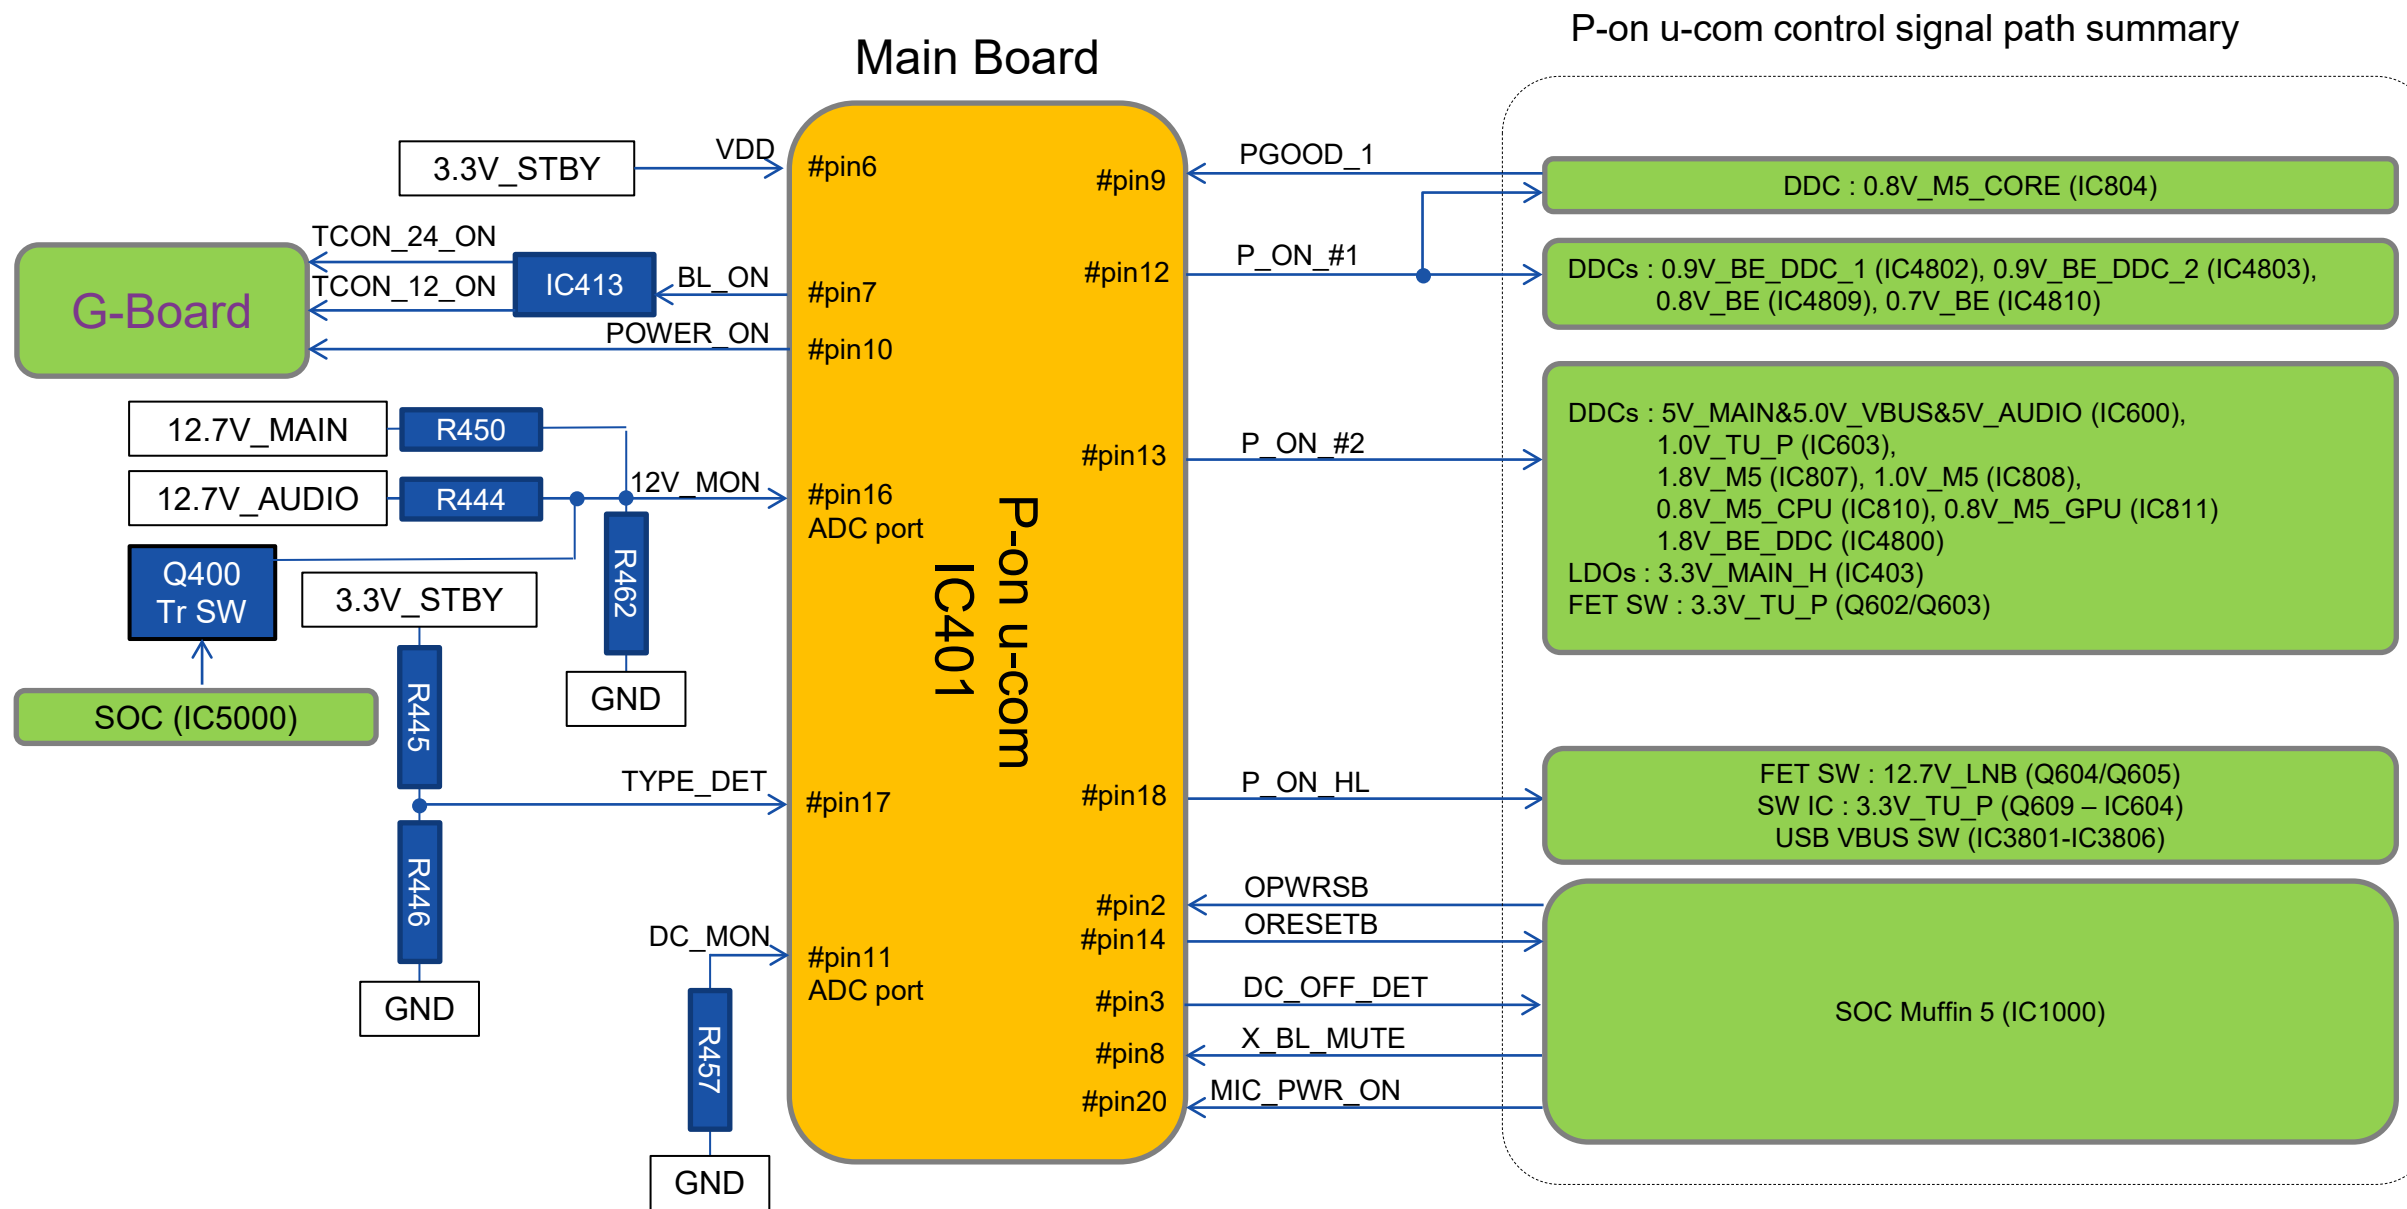 P-on u-com control signal path summary
Main Board
3.3V_STBY
VDD
#pin6
TCON_24_ON
TCON_12_ON
G-Board
IC413
BL_ON
#pin7
POWER_ON
#pin10
12.7V_MAIN
R450
12.7V_AUDIO
R444
12V_MON
#pin16
ADC port
Q400
Tr SW
R462
GND
SOC (IC5000)
3.3V_STBY
R445
TYPE_DET
#pin17
R446
GND
DC_MON
#pin11
ADC port
R457
GND
P-on u-com
IC401
#pin9
PGOOD_1
DDC : 0.8V_M5_CORE (IC804)
#pin12
P_ON_#1
DDCs : 0.9V_BE_DDC_1 (IC4802), 0.9V_BE_DDC_2 (IC4803),
0.8V_BE (IC4809), 0.7V_BE (IC4810)
#pin13
P_ON_#2
DDCs : 5V_MAIN&5.0V_VBUS&5V_AUDIO (IC600),
1.0V_TU_P (IC603),
1.8V_M5 (IC807), 1.0V_M5 (IC808),
0.8V_M5_CPU (IC810), 0.8V_M5_GPU (IC811)
1.8V_BE_DDC (IC4800)
LDOs : 3.3V_MAIN_H (IC403)
FET SW : 3.3V_TU_P (Q602/Q603)
#pin18
P_ON_HL
FET SW : 12.7V_LNB (Q604/Q605)
SW IC : 3.3V_TU_P (Q609 – IC604)
USB VBUS SW (IC3801-IC3806)
#pin2
OPWRSB
#pin14
ORESETB
#pin3
DC_OFF_DET
#pin8
X_BL_MUTE
#pin20
MIC_PWR_ON
SOC Muffin 5 (IC1000)